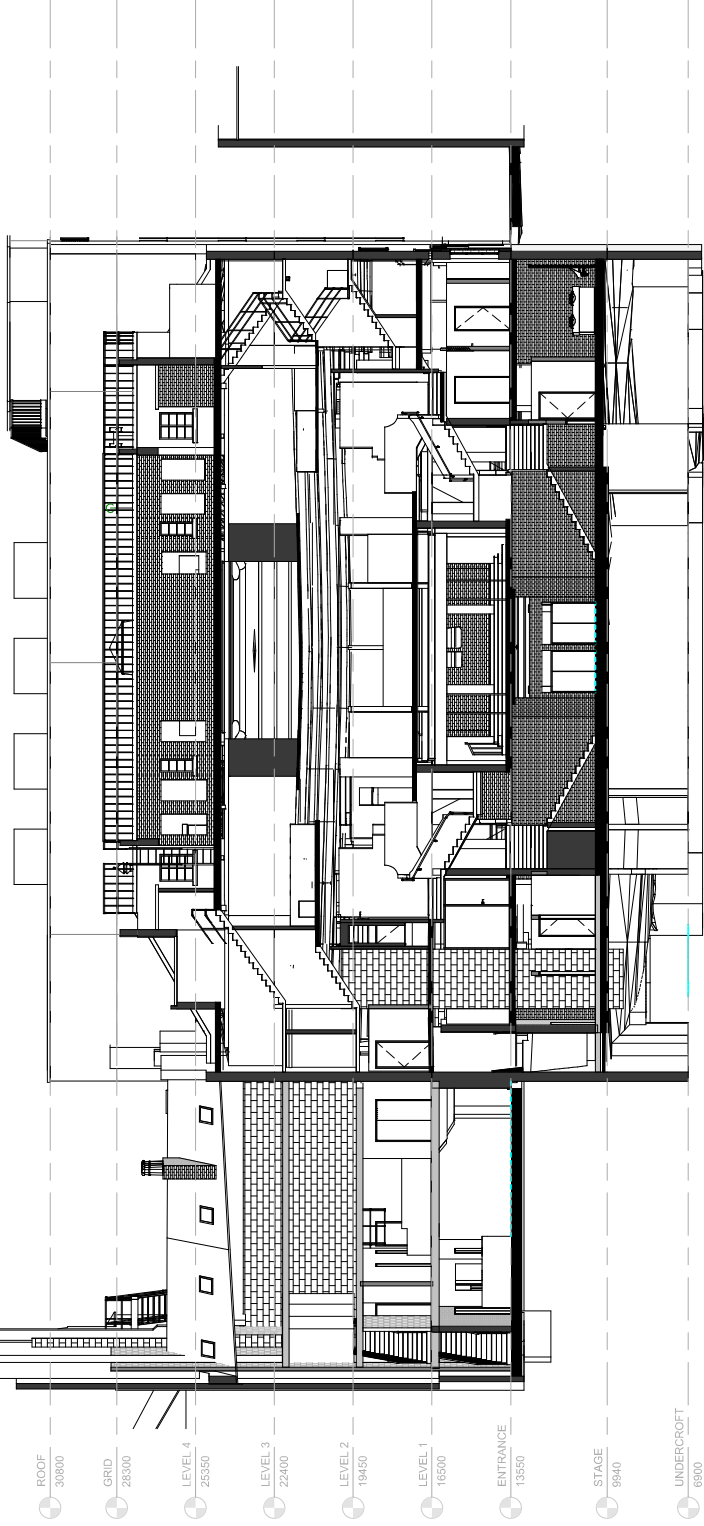 ROOF
30800
GRID
28300
LEVEL 4
25350
LEVEL 3
22400
LEVEL 2
19450
LEVEL 1
16500
ENTRANCE
13550
STAGE
9940
UNDERCROFT
6900